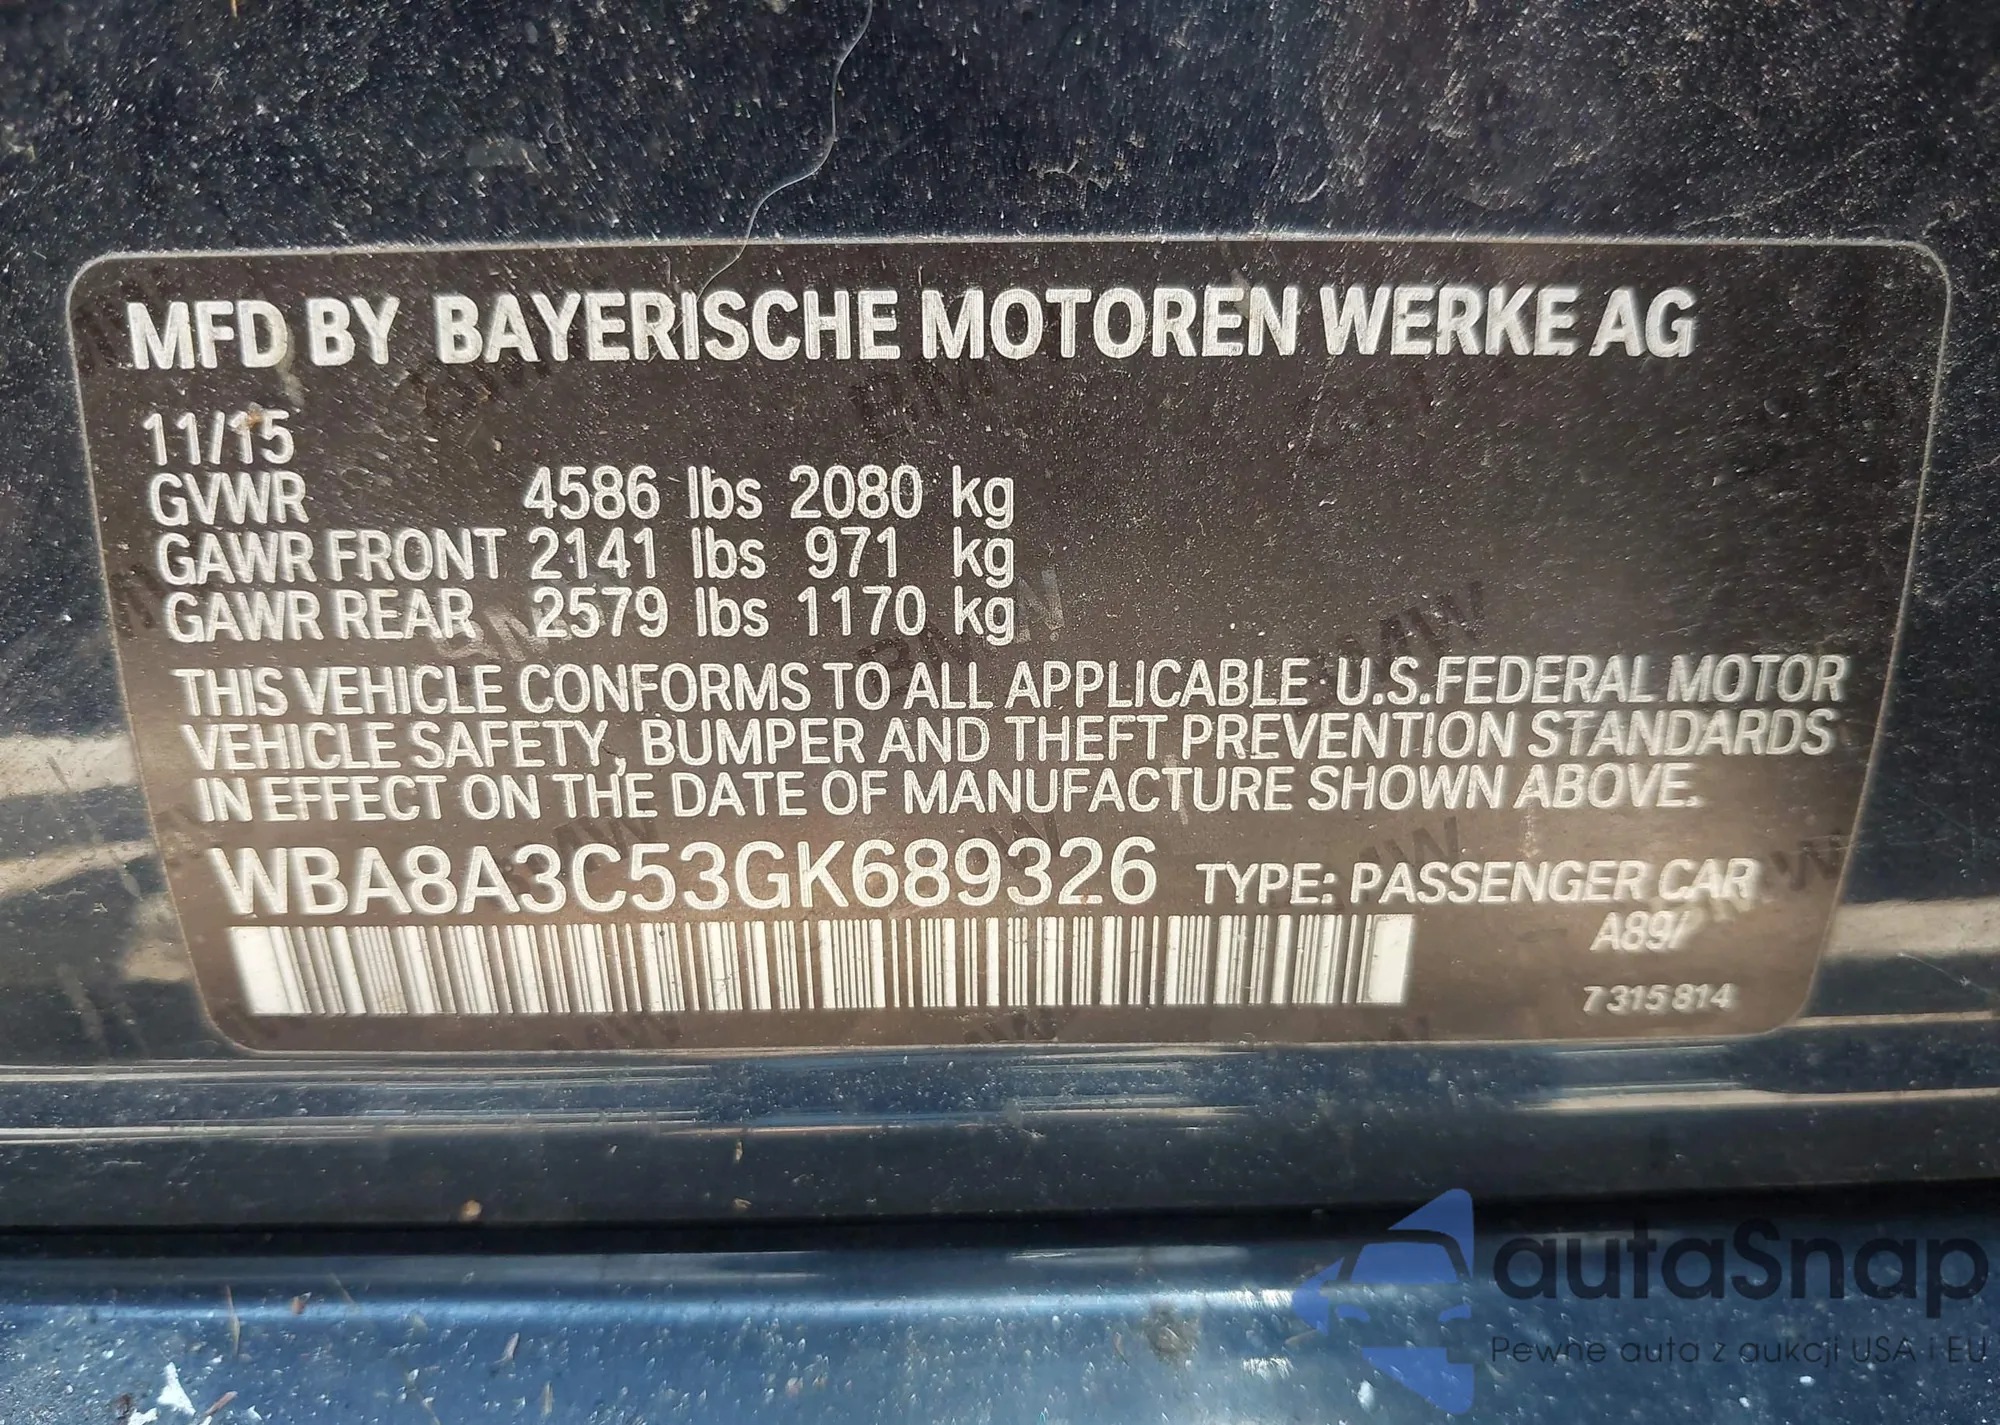 MFD BY BAYERISCHE MOTOREN WERKE AG
11/15
GVWR 4586 lbs 2080 kg
GAWR FRONT 2141 lbs 971 kg
GAWR REAR 2579 lbs 1170 kg
THIS VEHICLE CONFORMS TO ALL APPLICABLE U.S.FEDERAL MOTOR
VEHICLE SAFETY, BUMPER AND THEFT PREVENTION STANDARDS
IN EFFECT ON THE DATE OF MANUFACTURE SHOWN ABOVE.
WBA8A3C53GK689326 TYPE: PASSENGER CAR
A89/
7 315 814
autaSnap
Pewne auta z aukcji USA i EU